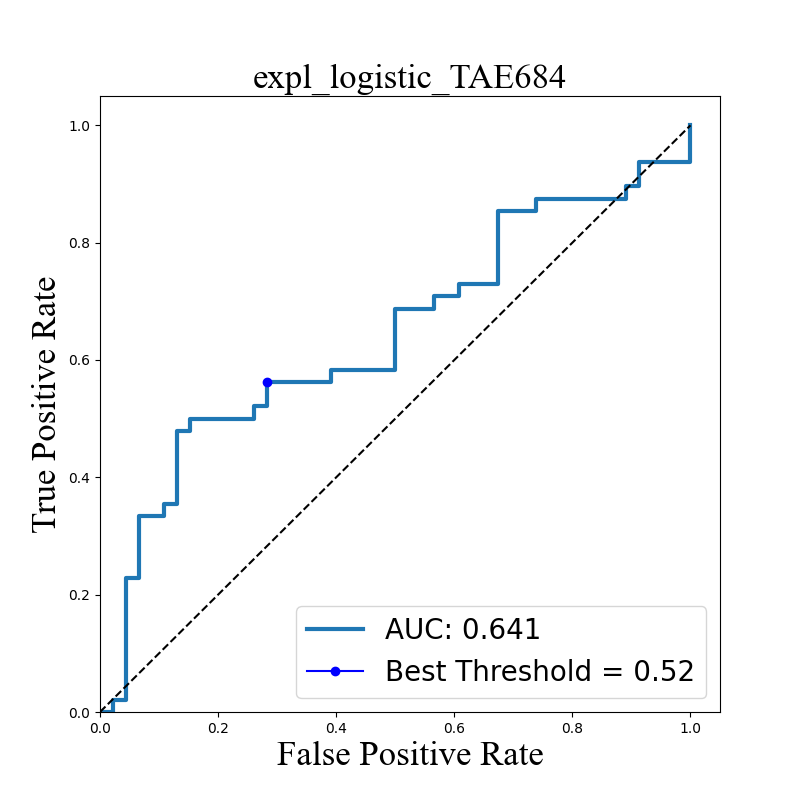 expl_logistic_TAE684
1.0
0.8
0.6
0.4
0.2
0.0
True Positive Rate
AUC: 0.641
Best Threshold = 0.52
0.0 0.2 0.4 0.6 0.8 1.0
False Positive Rate